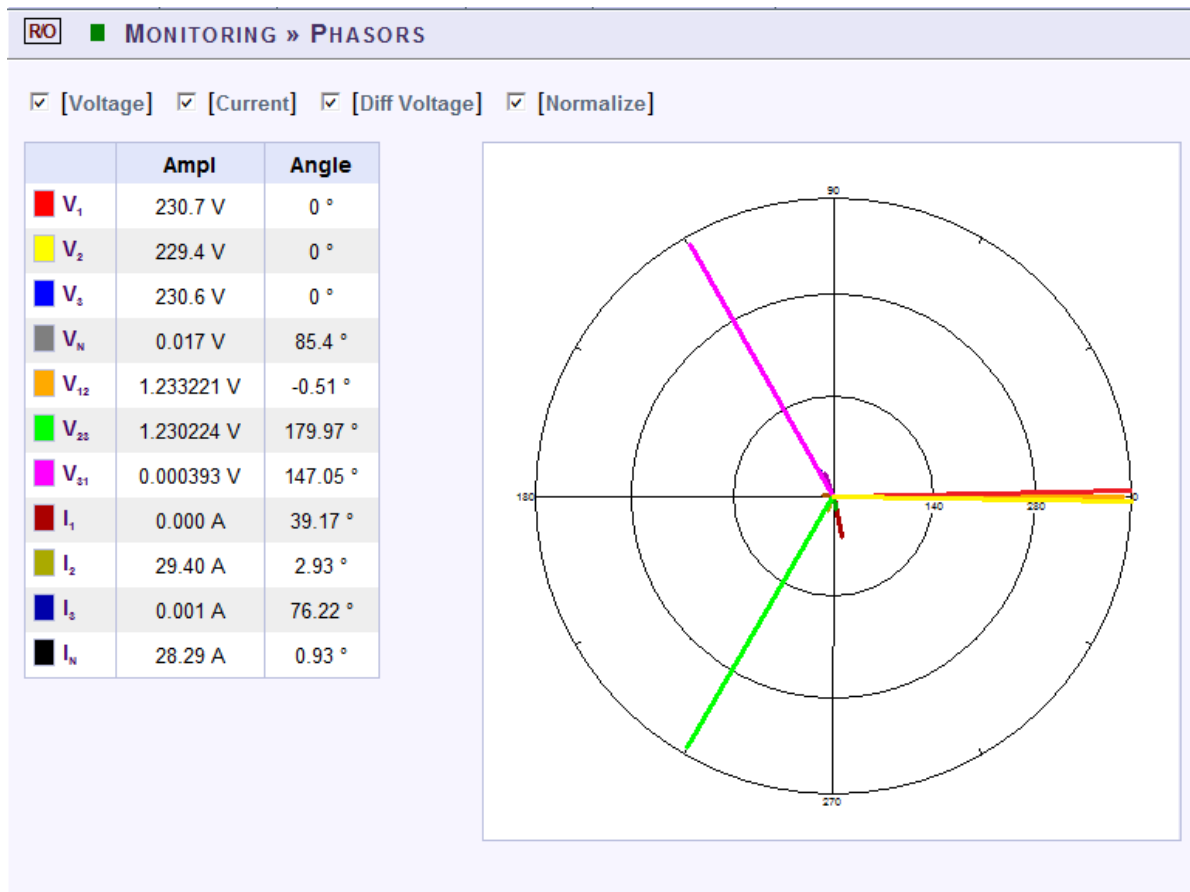 R/O MONITORING » PHASORS
[Voltage] [Current] [Diff Voltage] [Normalize]
Ampl Angle
V₁ 230.7 V 0 °
V₂ 229.4 V 0 °
V₃ 230.6 V 0 °
V_N 0.017 V 85.4 °
V₁₂ 1.233221 V -0.51 °
V₂₃ 1.230224 V 179.97 °
V₃₁ 0.000393 V 147.05 °
I₁ 0.000 A 39.17 °
I₂ 29.40 A 2.93 °
I₃ 0.001 A 76.22 °
I_N 28.29 A 0.93 °
90
180
140 280 0
270